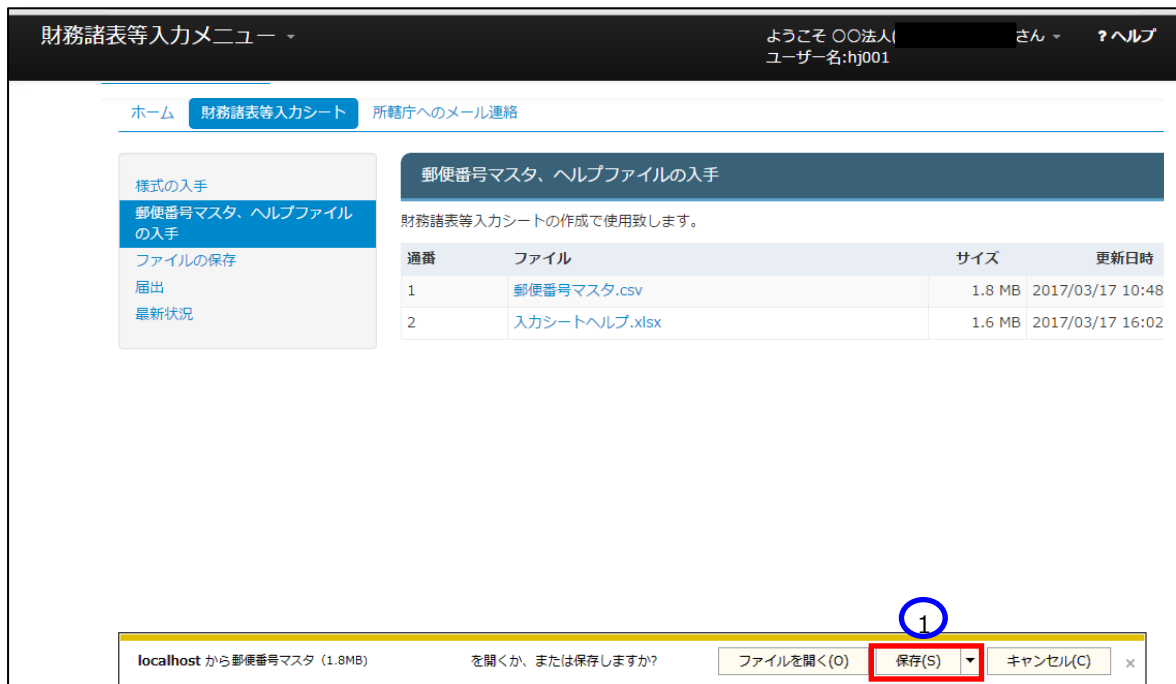 財務諸表等入力メニュー
ようこそ 〇〇法人( さん
? ヘルプ
ユーザー名:hj001
ホーム 財務諸表等入力シート 所轄庁へのメール連絡
様式の入手
郵便番号マスタ、ヘルプファイル
の入手
ファイルの保存
届出
最新状況
郵便番号マスタ、ヘルプファイルの入手
財務諸表等入力シートの作成で使用致します。
通番 ファイル サイズ 更新日時
1 郵便番号マスタ.csv 1.8 MB 2017/03/17 10:48
2 入力シートヘルプ.xlsx 1.6 MB 2017/03/17 16:02
1
localhost から郵便番号マスタ (1.8MB) を開くか、または保存しますか? ファイルを開く(O) 保存(S) キャンセル(C) ×